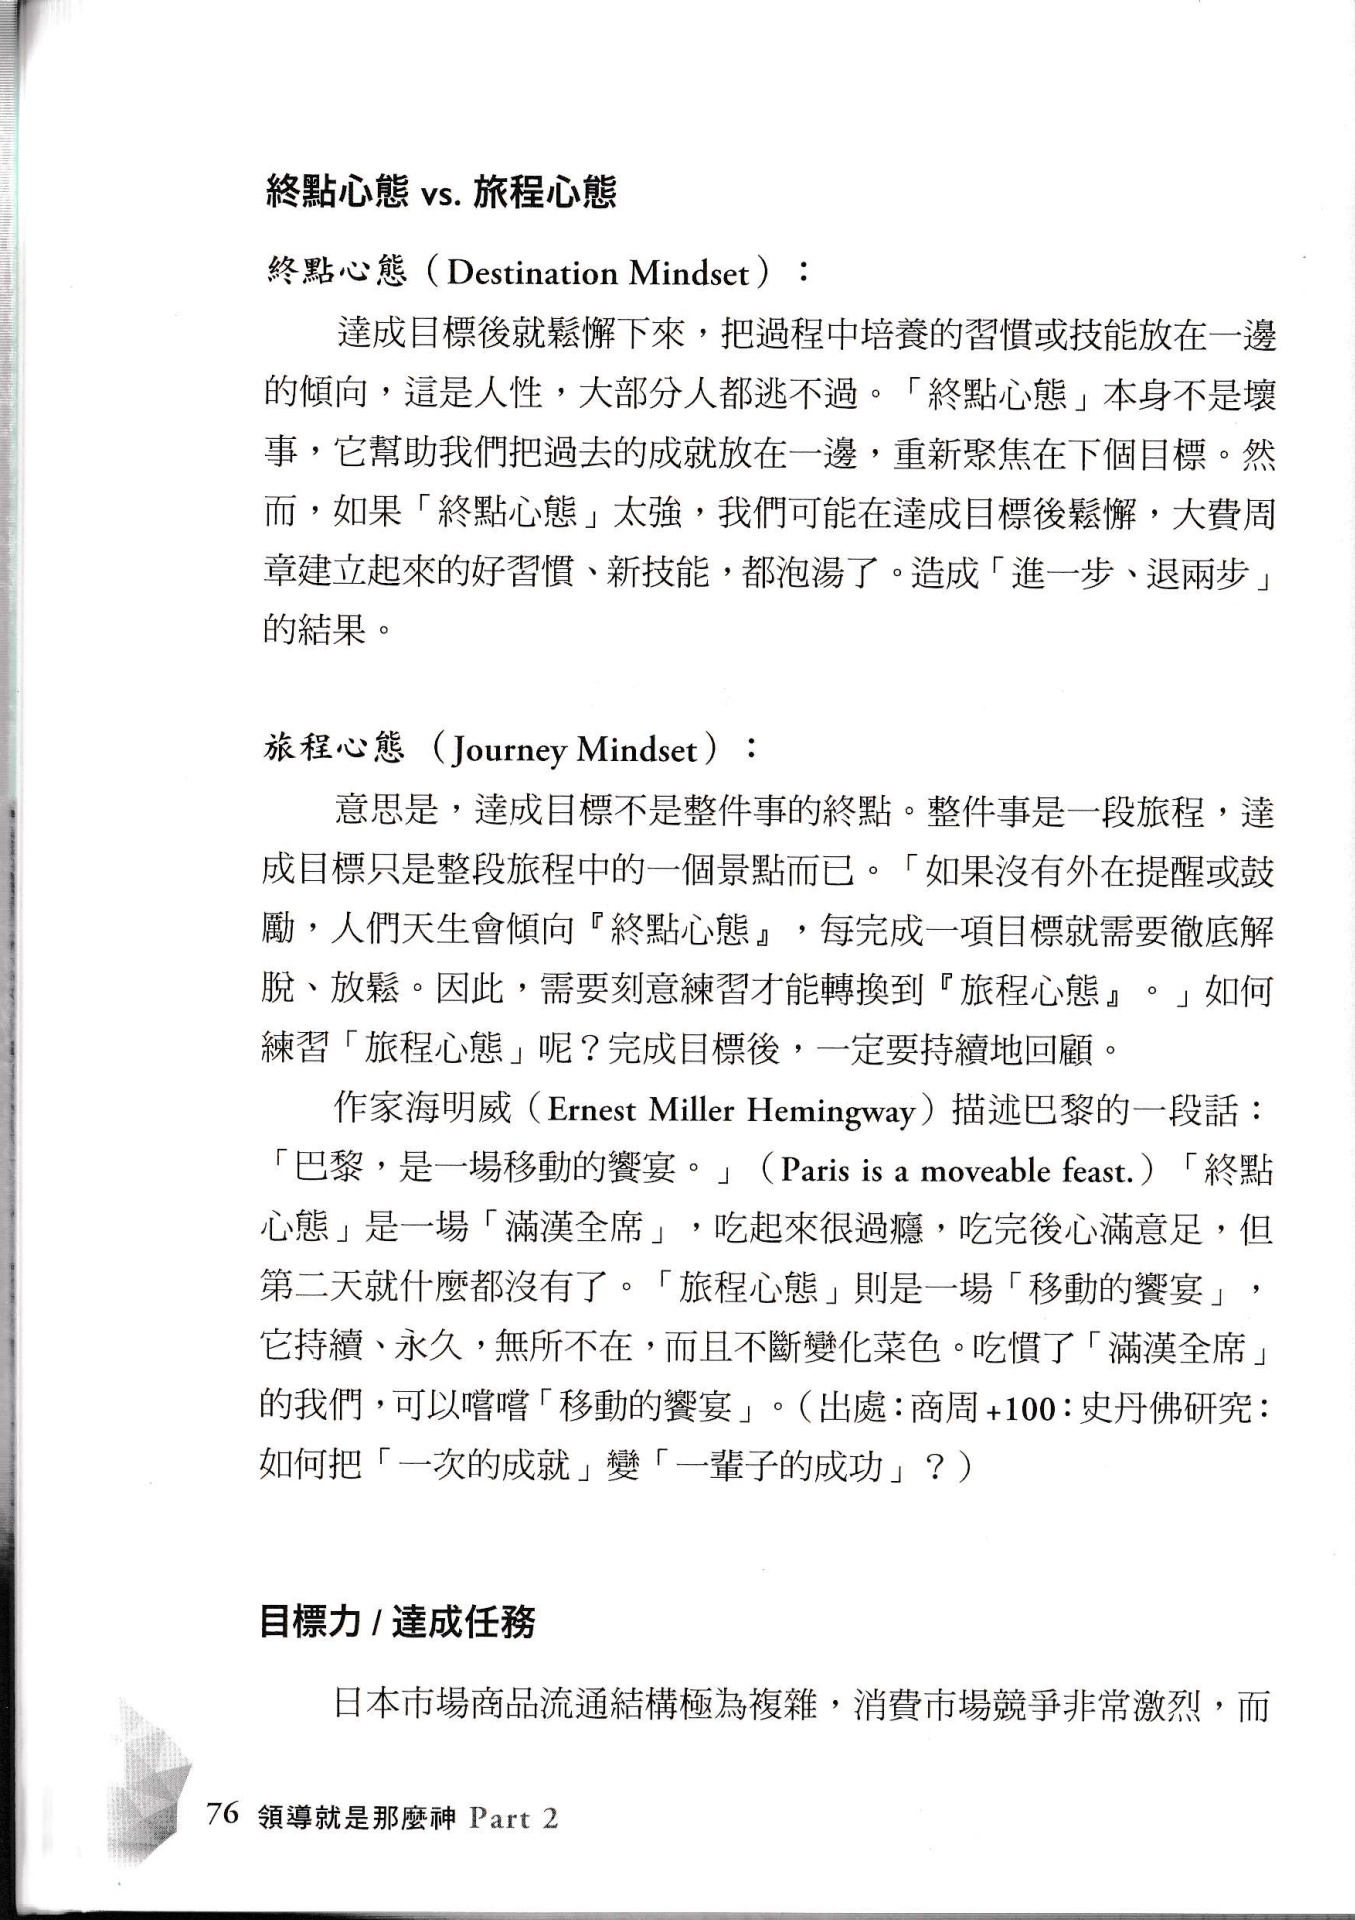 終點心態 vs. 旅程心態
終點心態（Destination Mindset）：
達成目標後就鬆懈下來，把過程中培養的習慣或技能放在一邊
的傾向，這是人性，大部分人都逃不過。「終點心態」本身不是壞
事，它幫助我們把過去的成就放在一邊，重新聚焦在下個目標。然
而，如果「終點心態」太強，我們可能在達成目標後鬆懈，大費周
章建立起來的好習慣、新技能，都泡湯了。造成「進一步、退兩步」
的結果。
旅程心態（Journey Mindset）：
意思是，達成目標不是整件事的終點。整件事是一段旅程，達
成目標只是整段旅程中的一個景點而已。「如果沒有外在提醒或鼓
勵，人們天生會傾向『終點心態』，每完成一項目標就需要徹底解
脫、放鬆。因此，需要刻意練習才能轉換到『旅程心態』。」如何
練習「旅程心態」呢？完成目標後，一定要持續地回顧。
作家海明威（Ernest Miller Hemingway）描述巴黎的一段話：
「巴黎，是一場移動的饗宴。」（Paris is a moveable feast.）「終點
心態」是一場「滿漢全席」，吃起來很過癮，吃完後心滿意足，但
第二天就什麼都沒有了。「旅程心態」則是一場「移動的饗宴」，
它持續、永久，無所不在，而且不斷變化菜色。吃慣了「滿漢全席」
的我們，可以嚐嚐「移動的饗宴」。（出處：商周+100：史丹佛研究：
如何把「一次的成就」變「一輩子的成功」？）
目標力 / 達成任務
日本市場商品流通結構極為複雜，消費市場競爭非常激烈，而
76 領導就是那麼神 Part 2